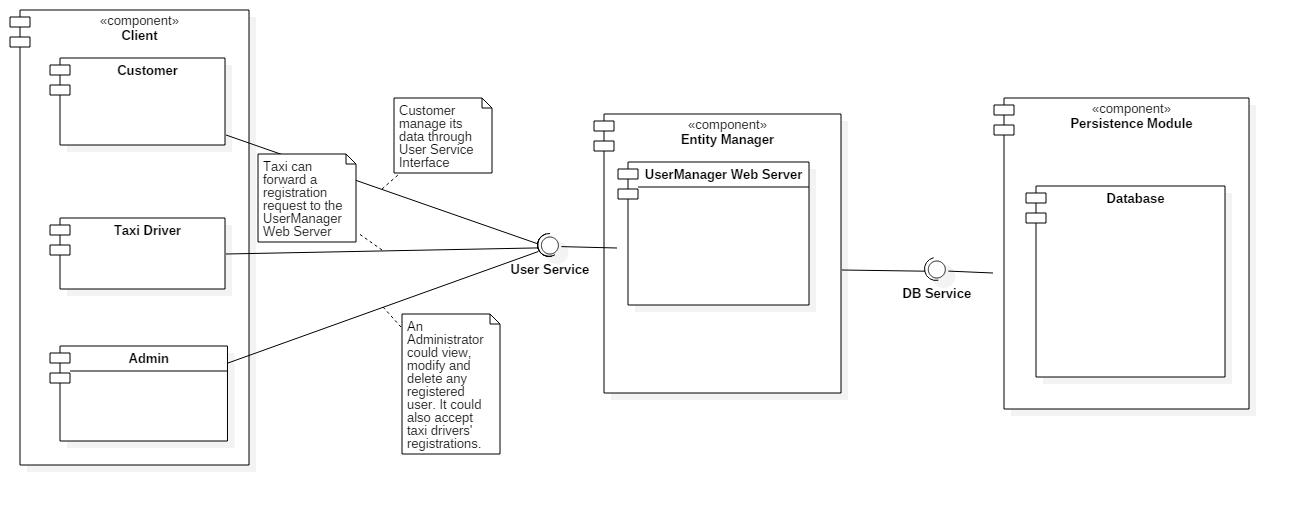 «component»
Client
Customer
Taxi Driver
Admin
Customer
manage its
data through
User Service
Interface
Taxi can
forward a
registration
request to the
UserManager
Web Server
An
Administrator
could view,
modify and
delete any
registered
user. It could
also accept
taxi drivers'
registrations.
User Service
«component»
Entity Manager
UserManager Web Server
DB Service
«component»
Persistence Module
Database